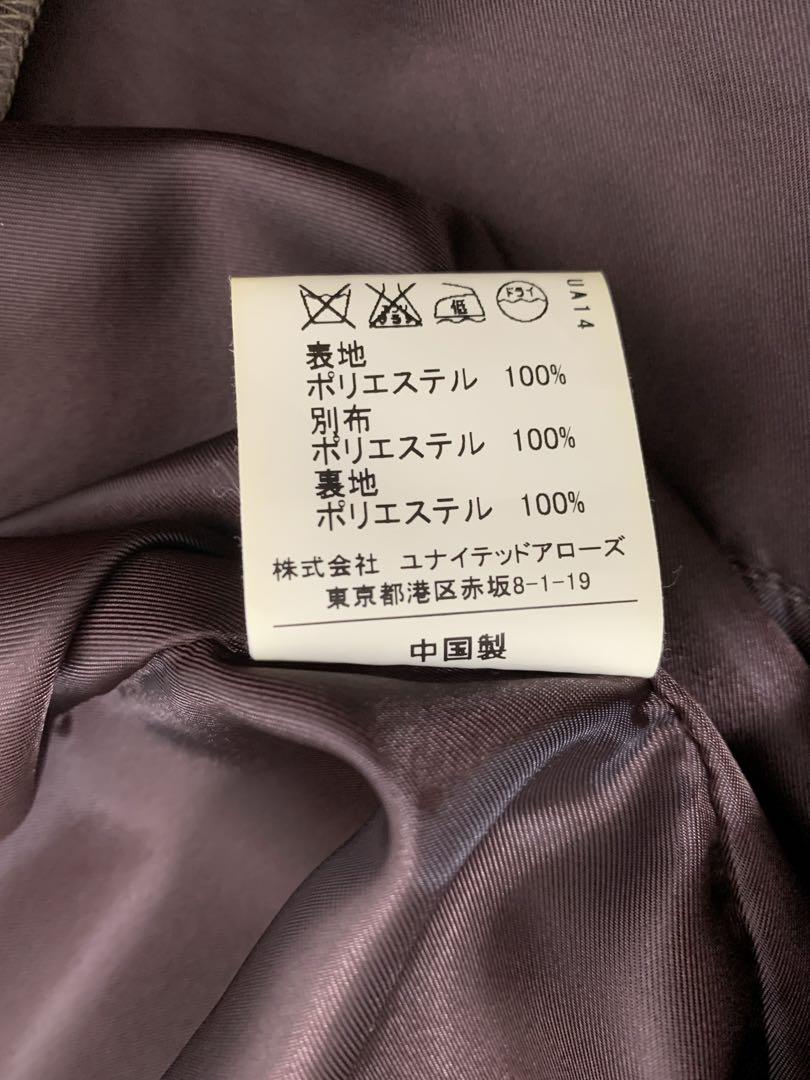 低 ドライ
UA14
表地
ポリエステル 100%
別布
ポリエステル 100%
裏地
ポリエステル 100%
株式会社 ユナイテッドアローズ
東京都港区赤坂8-1-19
中国製